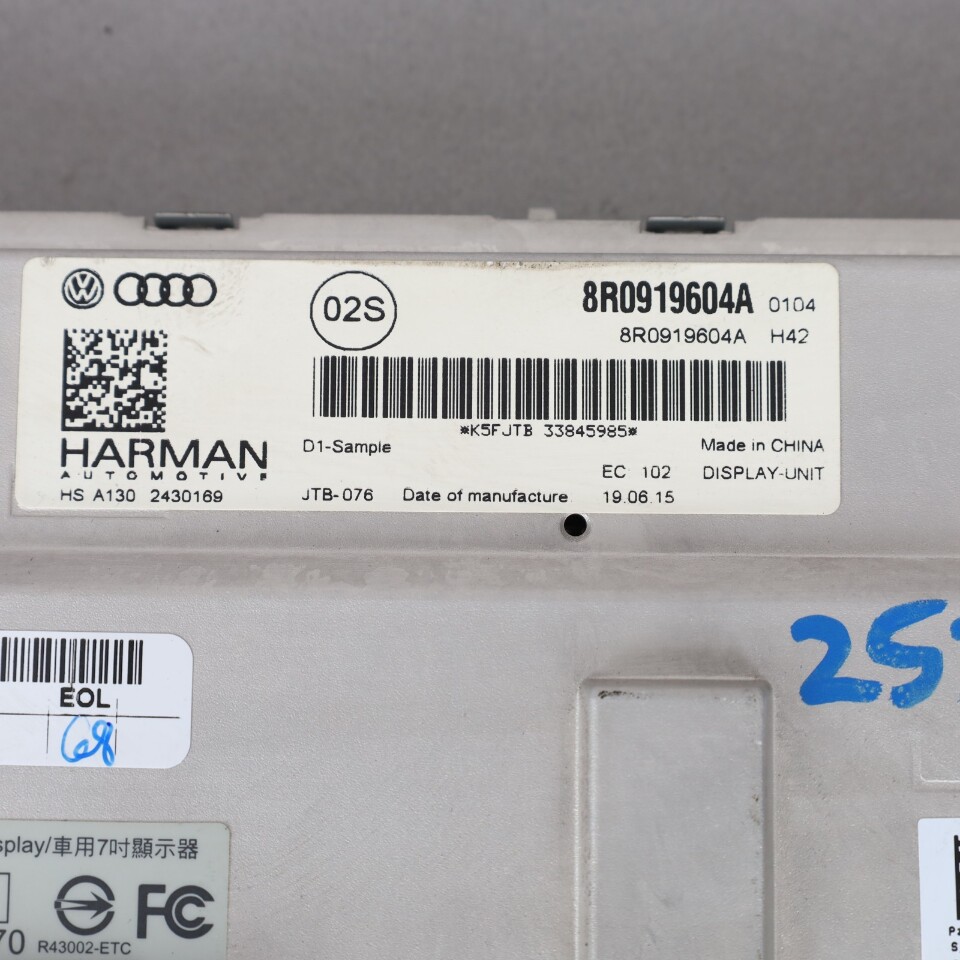 02S
8R0919604A 0104
8R0919604A H42
*K5FJTB 33845985*
HARMAN
AUTOMOTIVE
HS A130 2430169
D1-Sample
Made in CHINA
EC 102 DISPLAY-UNIT
JTB-076 Date of manufacture 19.06.15
EOL
68
splay/車用7吋顯示器
70 R43002-ETC
FC